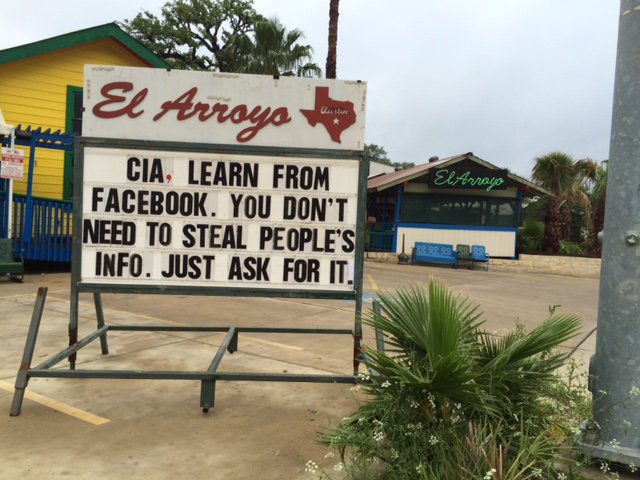 El Arroyo
Austin
CIA, LEARN FROM
FACEBOOK. YOU DON'T
NEED TO STEAL PEOPLE'S
INFO. JUST ASK FOR IT.
El Arroyo